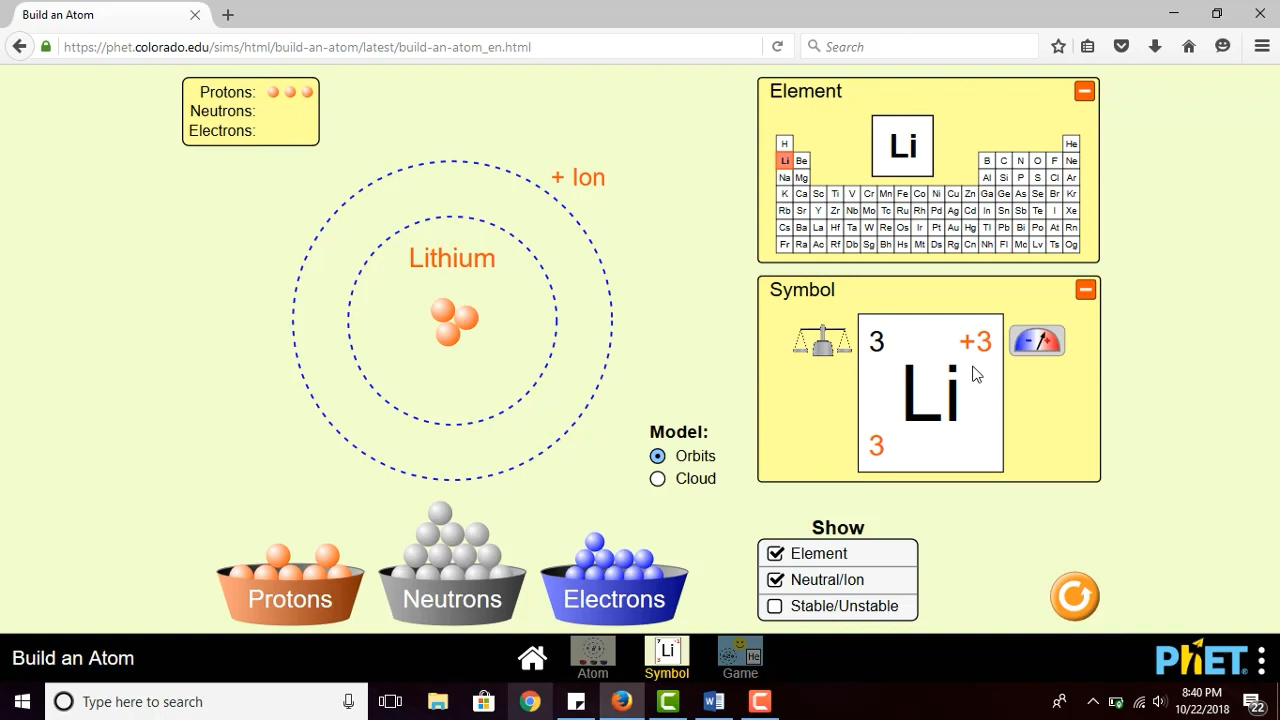 Build an Atom
https://phet.colorado.edu/sims/html/build-an-atom/latest/build-an-atom_en.html
Search
Protons:
Neutrons:
Electrons:
+ Ion
Lithium
Element
Li
H He
Li Be B C N O F Ne
Na Mg Al Si P S Cl Ar
K Ca Sc Ti V Cr Mn Fe Co Ni Cu Zn Ga Ge As Se Br Kr
Rb Sr Y Zr Nb Mo Tc Ru Rh Pd Ag Cd In Sn Sb Te I Xe
Cs Ba La Hf Ta W Re Os Ir Pt Au Hg Tl Pb Bi Po At Rn
Fr Ra Ac Rf Db Sg Bh Hs Mt Ds Rg Cn Nh Fl Mc Lv Ts Og
Symbol
3 +3
Li
3
- +
Model:
Orbits
Cloud
Protons
Neutrons
Electrons
Show
Element
Neutral/Ion
Stable/Unstable
Build an Atom
Atom
Li
Symbol
He
Game
PhET
Type here to search
8:40 PM
10/22/2018
22